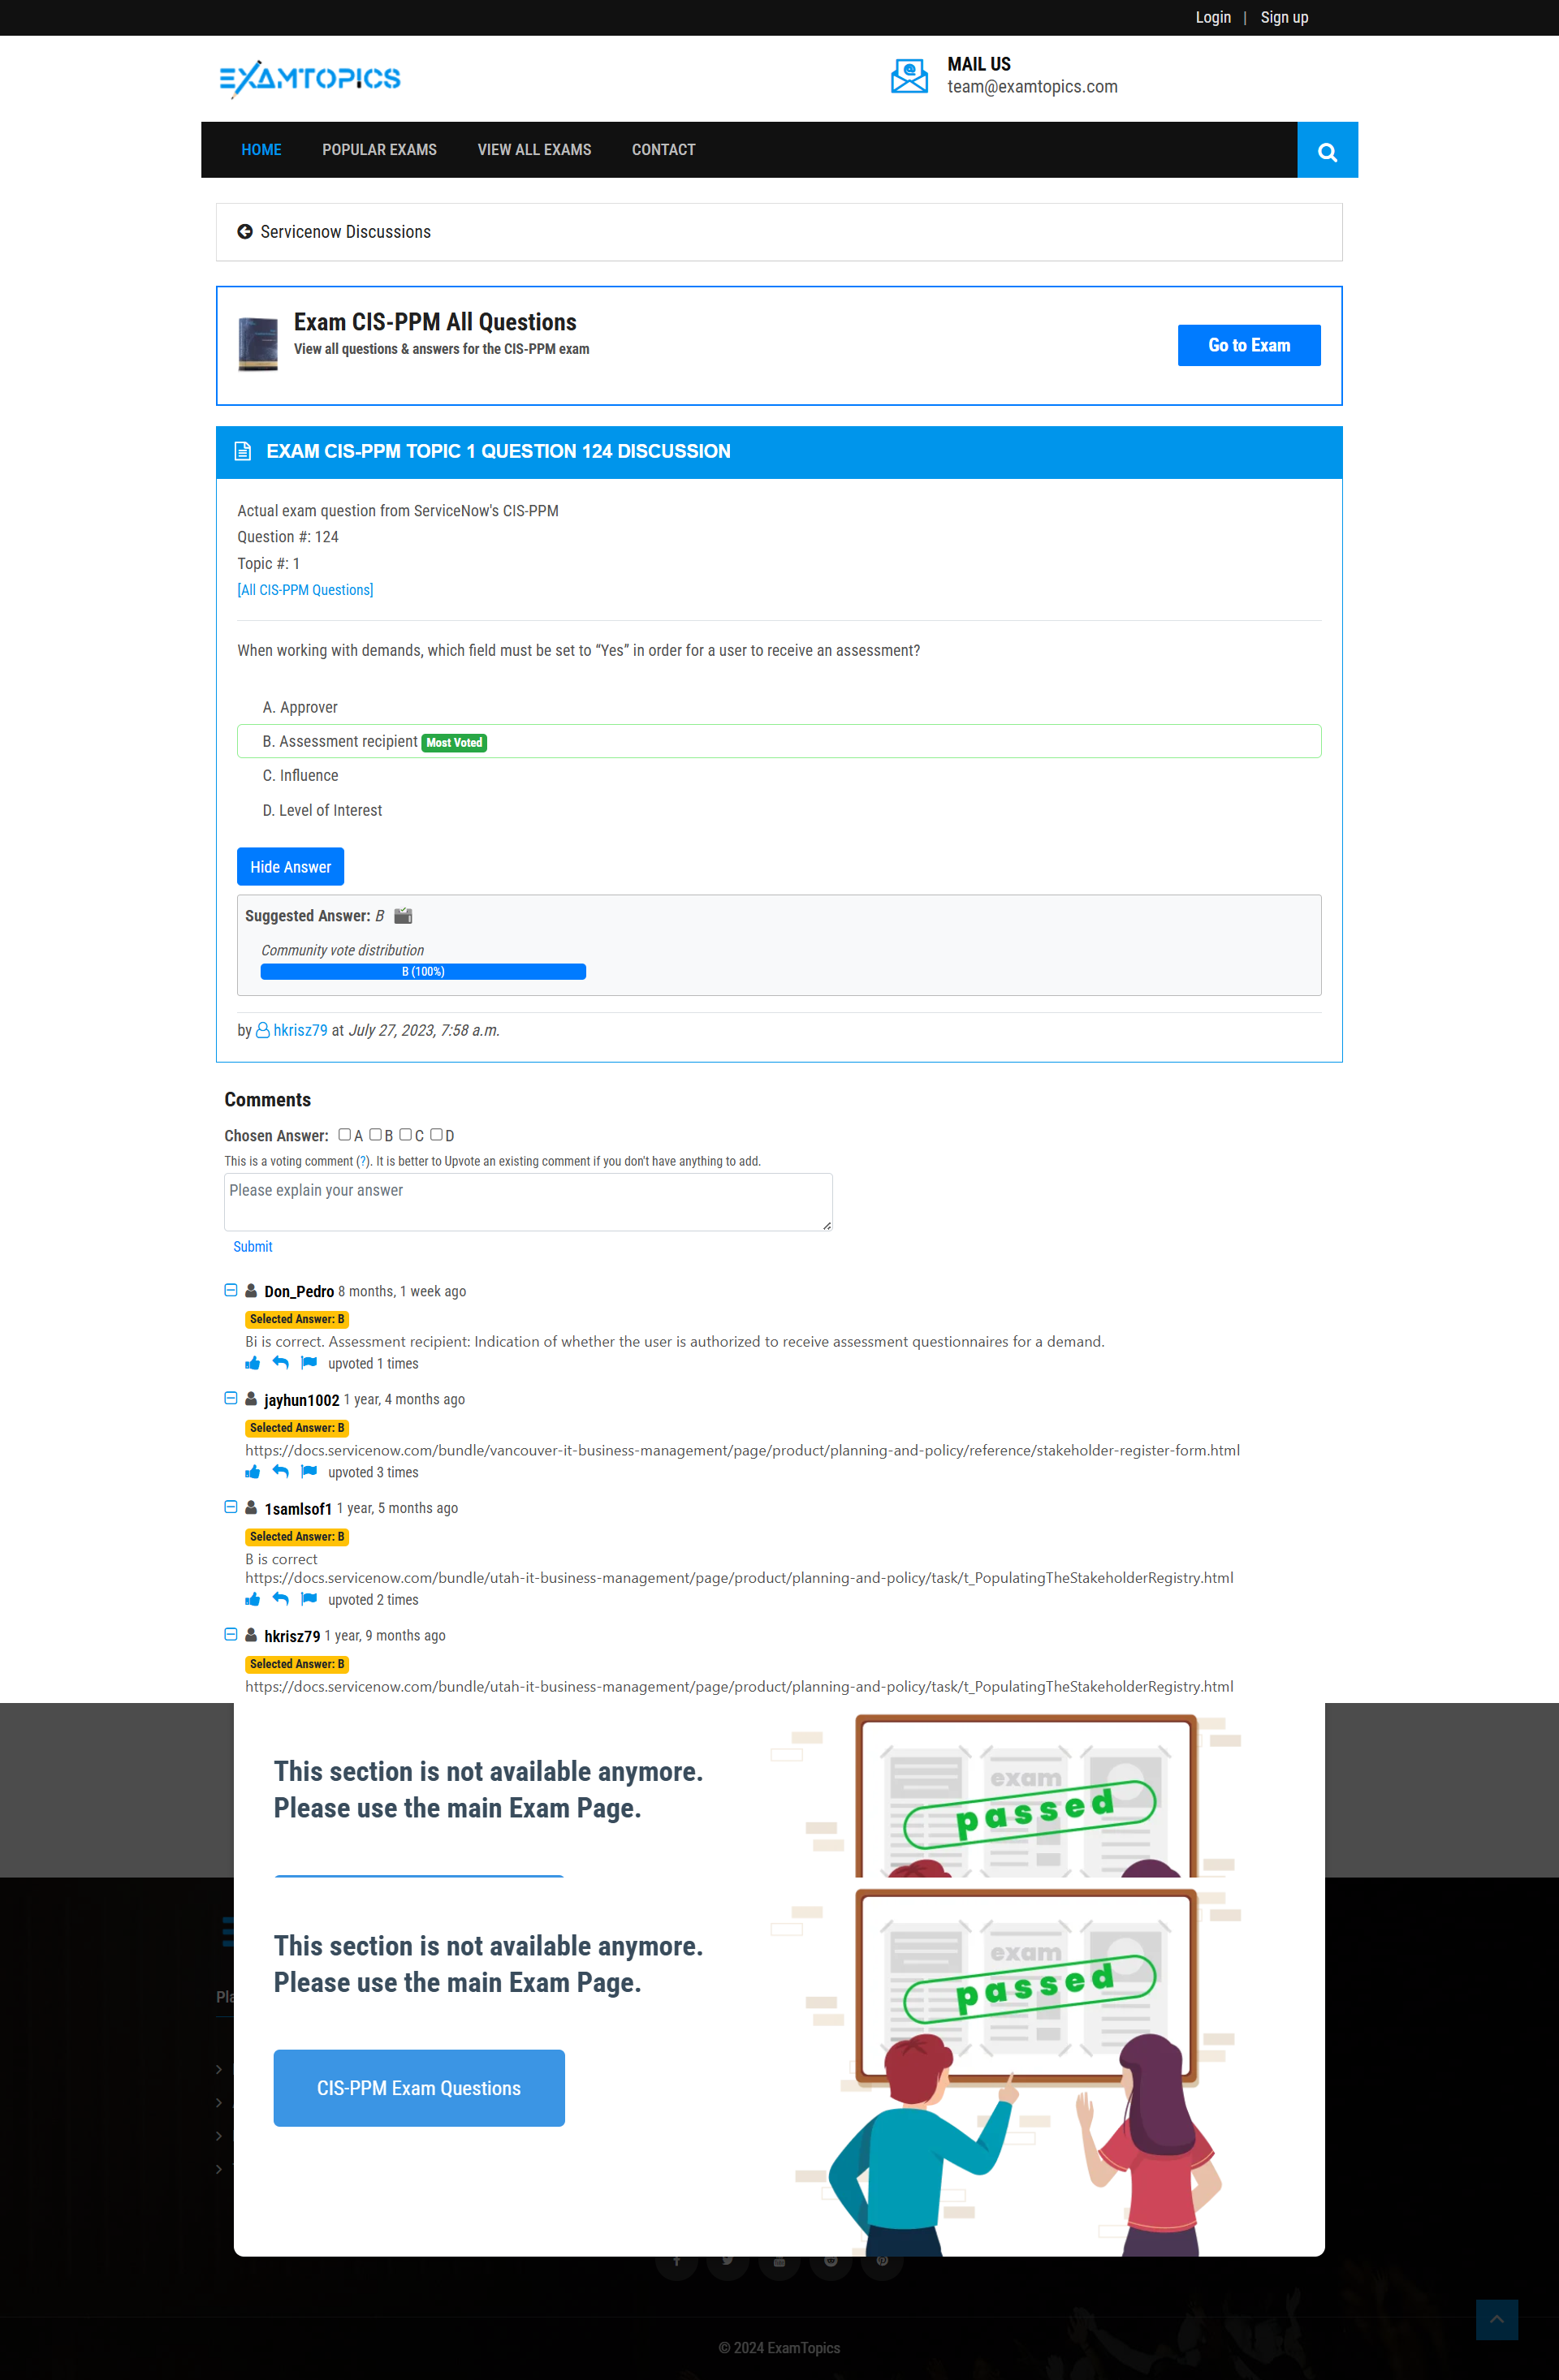 Login | Sign up
EXAMTOPICS
MAIL US
team@examtopics.com
HOME POPULAR EXAMS VIEW ALL EXAMS CONTACT
Servicenow Discussions
Exam CIS-PPM All Questions
View all questions & answers for the CIS-PPM exam
Go to Exam
EXAM CIS-PPM TOPIC 1 QUESTION 124 DISCUSSION
Actual exam question from ServiceNow's CIS-PPM
Question #: 124
Topic #: 1
[All CIS-PPM Questions]
When working with demands, which field must be set to “Yes” in order for a user to receive an assessment?
A. Approver
B. Assessment recipient Most Voted
C. Influence
D. Level of Interest
Hide Answer
Suggested Answer: B
Community vote distribution
B (100%)
by hkrisz79 at July 27, 2023, 7:58 a.m.
Comments
Chosen Answer: A B C D
This is a voting comment (?). It is better to Upvote an existing comment if you don't have anything to add.
Please explain your answer
Submit
Don_Pedro 8 months, 1 week ago
Selected Answer: B
Bi is correct. Assessment recipient: Indication of whether the user is authorized to receive assessment questionnaires for a demand.
upvoted 1 times
jayhun1002 1 year, 4 months ago
Selected Answer: B
https://docs.servicenow.com/bundle/vancouver-it-business-management/page/product/planning-and-policy/reference/stakeholder-register-form.html
upvoted 3 times
1samlsof1 1 year, 5 months ago
Selected Answer: B
B is correct
https://docs.servicenow.com/bundle/utah-it-business-management/page/product/planning-and-policy/task/t_PopulatingTheStakeholderRegistry.html
upvoted 2 times
hkrisz79 1 year, 9 months ago
Selected Answer: B
https://docs.servicenow.com/bundle/utah-it-business-management/page/product/planning-and-policy/task/t_PopulatingTheStakeholderRegistry.html
This section is not available anymore.
Please use the main Exam Page.
exam
passed
This section is not available anymore.
Please use the main Exam Page.
exam
passed
CIS-PPM Exam Questions
© 2024 ExamTopics